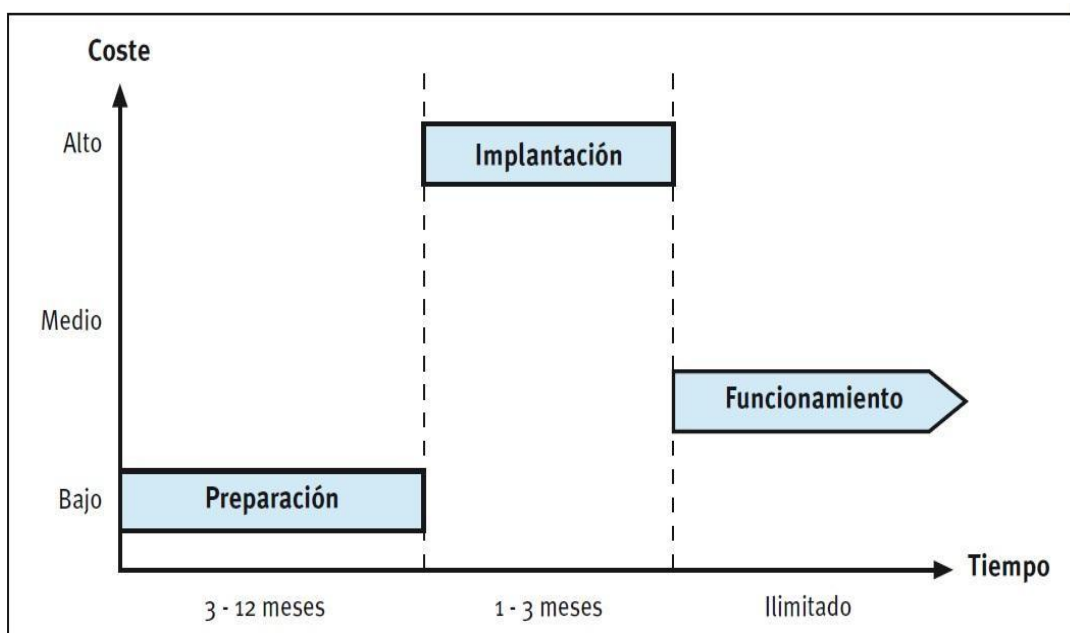 Coste
Alto
Implantación
Medio
Funcionamiento
Bajo
Preparación
Tiempo
3 - 12 meses
1 - 3 meses
Ilimitado